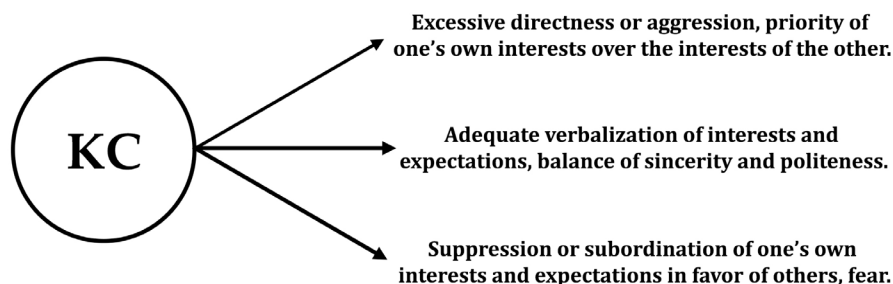 Excessive directness or aggression, priority of
one’s own interests over the interests of the other.
KC
Adequate verbalization of interests and
expectations, balance of sincerity and politeness.
Suppression or subordination of one’s own
interests and expectations in favor of others, fear.